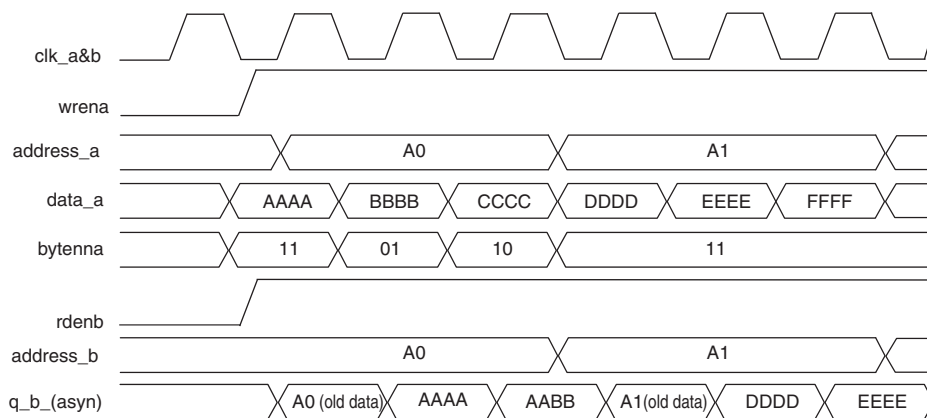 clk_a&b
wrena
address_a A0 A1
data_a AAAA BBBB CCCC DDDD EEEE FFFF
bytenna 11 01 10 11
rdenb
address_b A0 A1
q_b_(asyn) A0 (old data) AAAA AABB A1(old data) DDDD EEEE